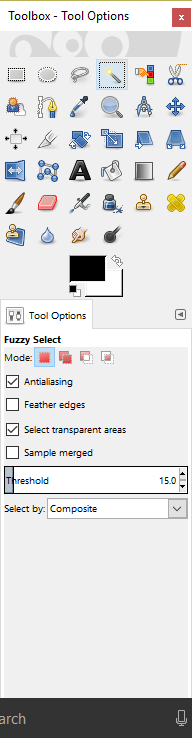 Toolbox - Tool Options
x
Tool Options
Fuzzy Select
Mode:
Antialiasing
Feather edges
Select transparent areas
Sample merged
Threshold 15.0
Select by: Composite
arch